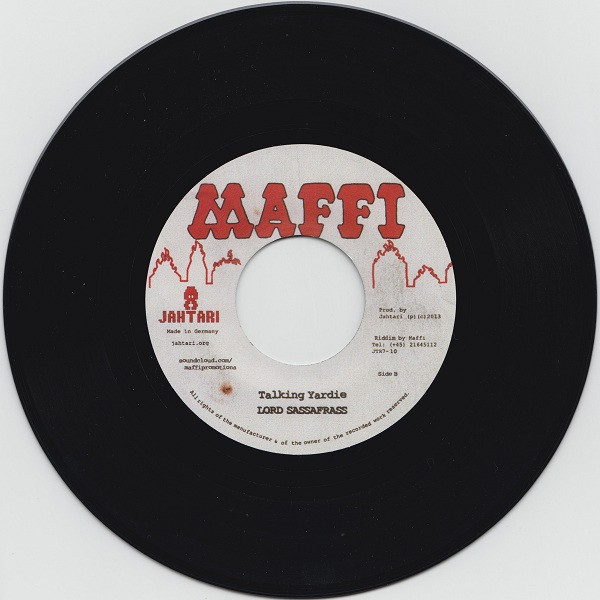 MAFFI
JAHTARI
Made in Germany
jahtari.org
soundcloud.com/
maffipromotions
Prod. by
Jahtari (p)(c)2013
Riddim by Maffi
Tel: (+45) 21645112
JTR7-10
Side B
Talking Yardie
LORD SASSAFRASS
All rights of the manufacturer & of the owner of the recorded work reserved.